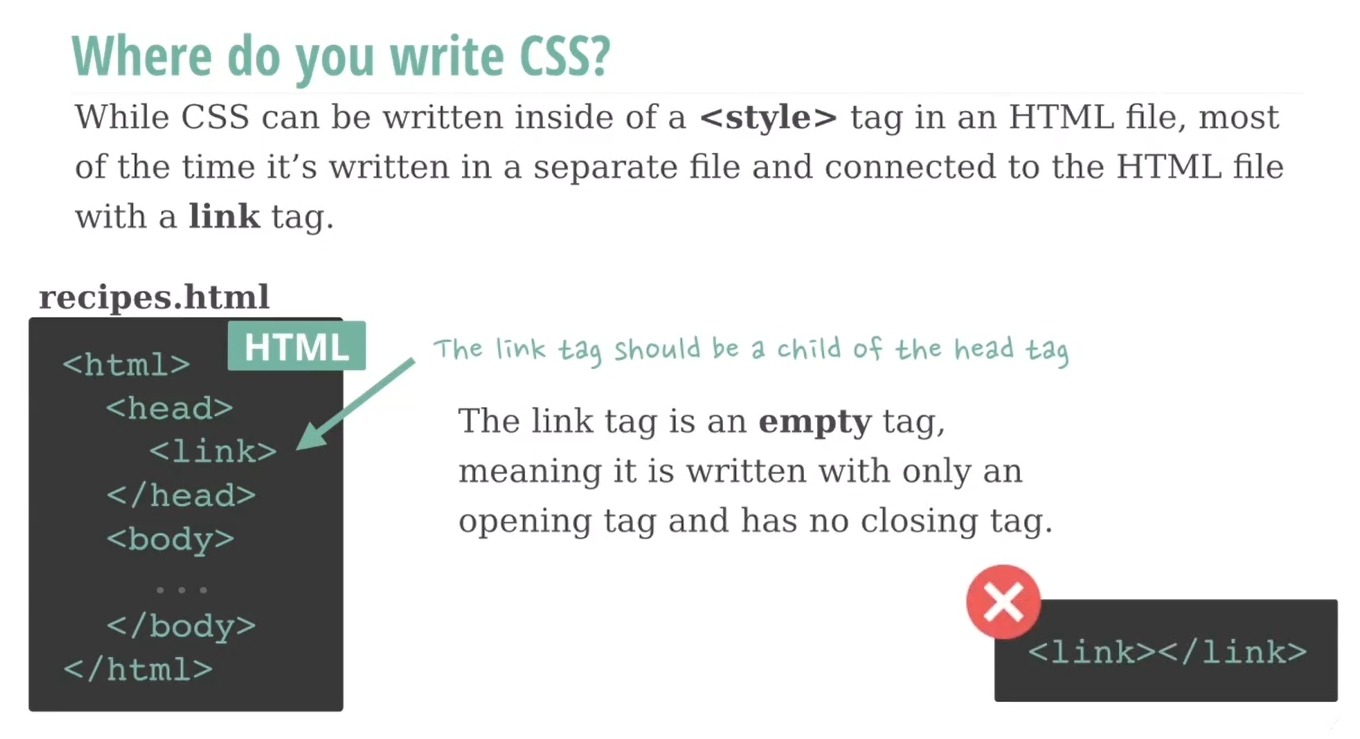 Where do you write CSS?
While CSS can be written inside of a <style> tag in an HTML file, most
of the time it’s written in a separate file and connected to the HTML file
with a link tag.
recipes.html
HTML
<html>
<head>
<link>
</head>
<body>
...
</body>
</html>
The link tag should be a child of the head tag
The link tag is an empty tag,
meaning it is written with only an
opening tag and has no closing tag.
<link></link>